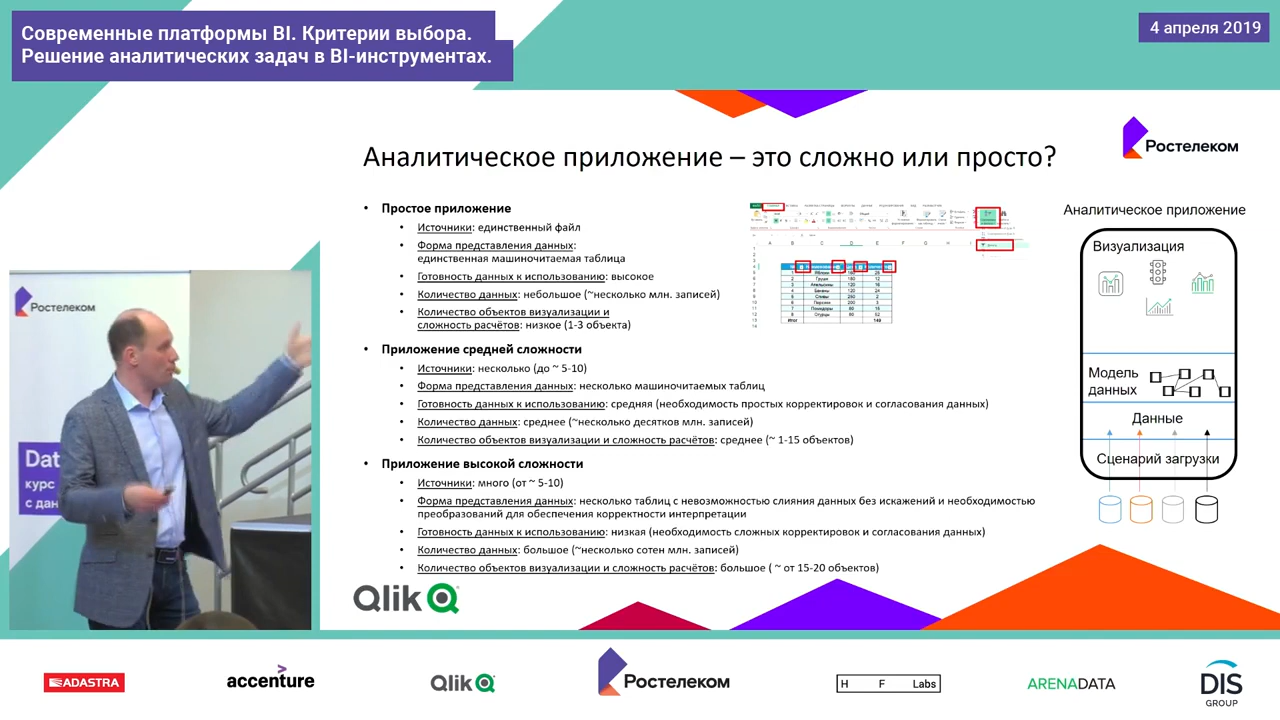 Современные платформы BI. Критерии выбора.
Решение аналитических задач в BI-инструментах.
4 апреля 2019
Ростелеком
Аналитическое приложение – это сложно или просто?
• Простое приложение
• Источники: единственный файл
• Форма представления данных:
единственная машиночитаемая таблица
• Готовность данных к использованию: высокое
• Количество данных: небольшое (~несколько млн. записей)
• Количество объектов визуализации и
сложность расчётов: низкое (1-3 объекта)
• Приложение средней сложности
• Источники: несколько (до ~ 5-10)
• Форма представления данных: несколько машиночитаемых таблиц
• Готовность данных к использованию: средняя (необходимость простых корректировок и согласования данных)
• Количество данных: среднее (~несколько десятков млн. записей)
• Количество объектов визуализации и сложность расчётов: среднее (~ 1-15 объектов)
• Приложение высокой сложности
• Источники: много (от ~ 5-10)
• Форма представления данных: несколько таблиц с невозможностью слияния данных без искажений и необходимостью
преобразований для обеспечения корректности интерпретации
• Готовность данных к использованию: низкая (необходимость сложных корректировок и согласования данных)
• Количество данных: большое (~несколько сотен млн. записей)
• Количество объектов визуализации и сложность расчётов: большое ( ~ от 15-20 объектов)
Аналитическое приложение
Визуализация
Модель
данных
Данные
Сценарий загрузки
Qlik
Ростелеком
Dat
курс
с дан
ADASTRA
accenture
Qlik
Ростелеком
H F Labs
ARENADATA
DIS
GROUP